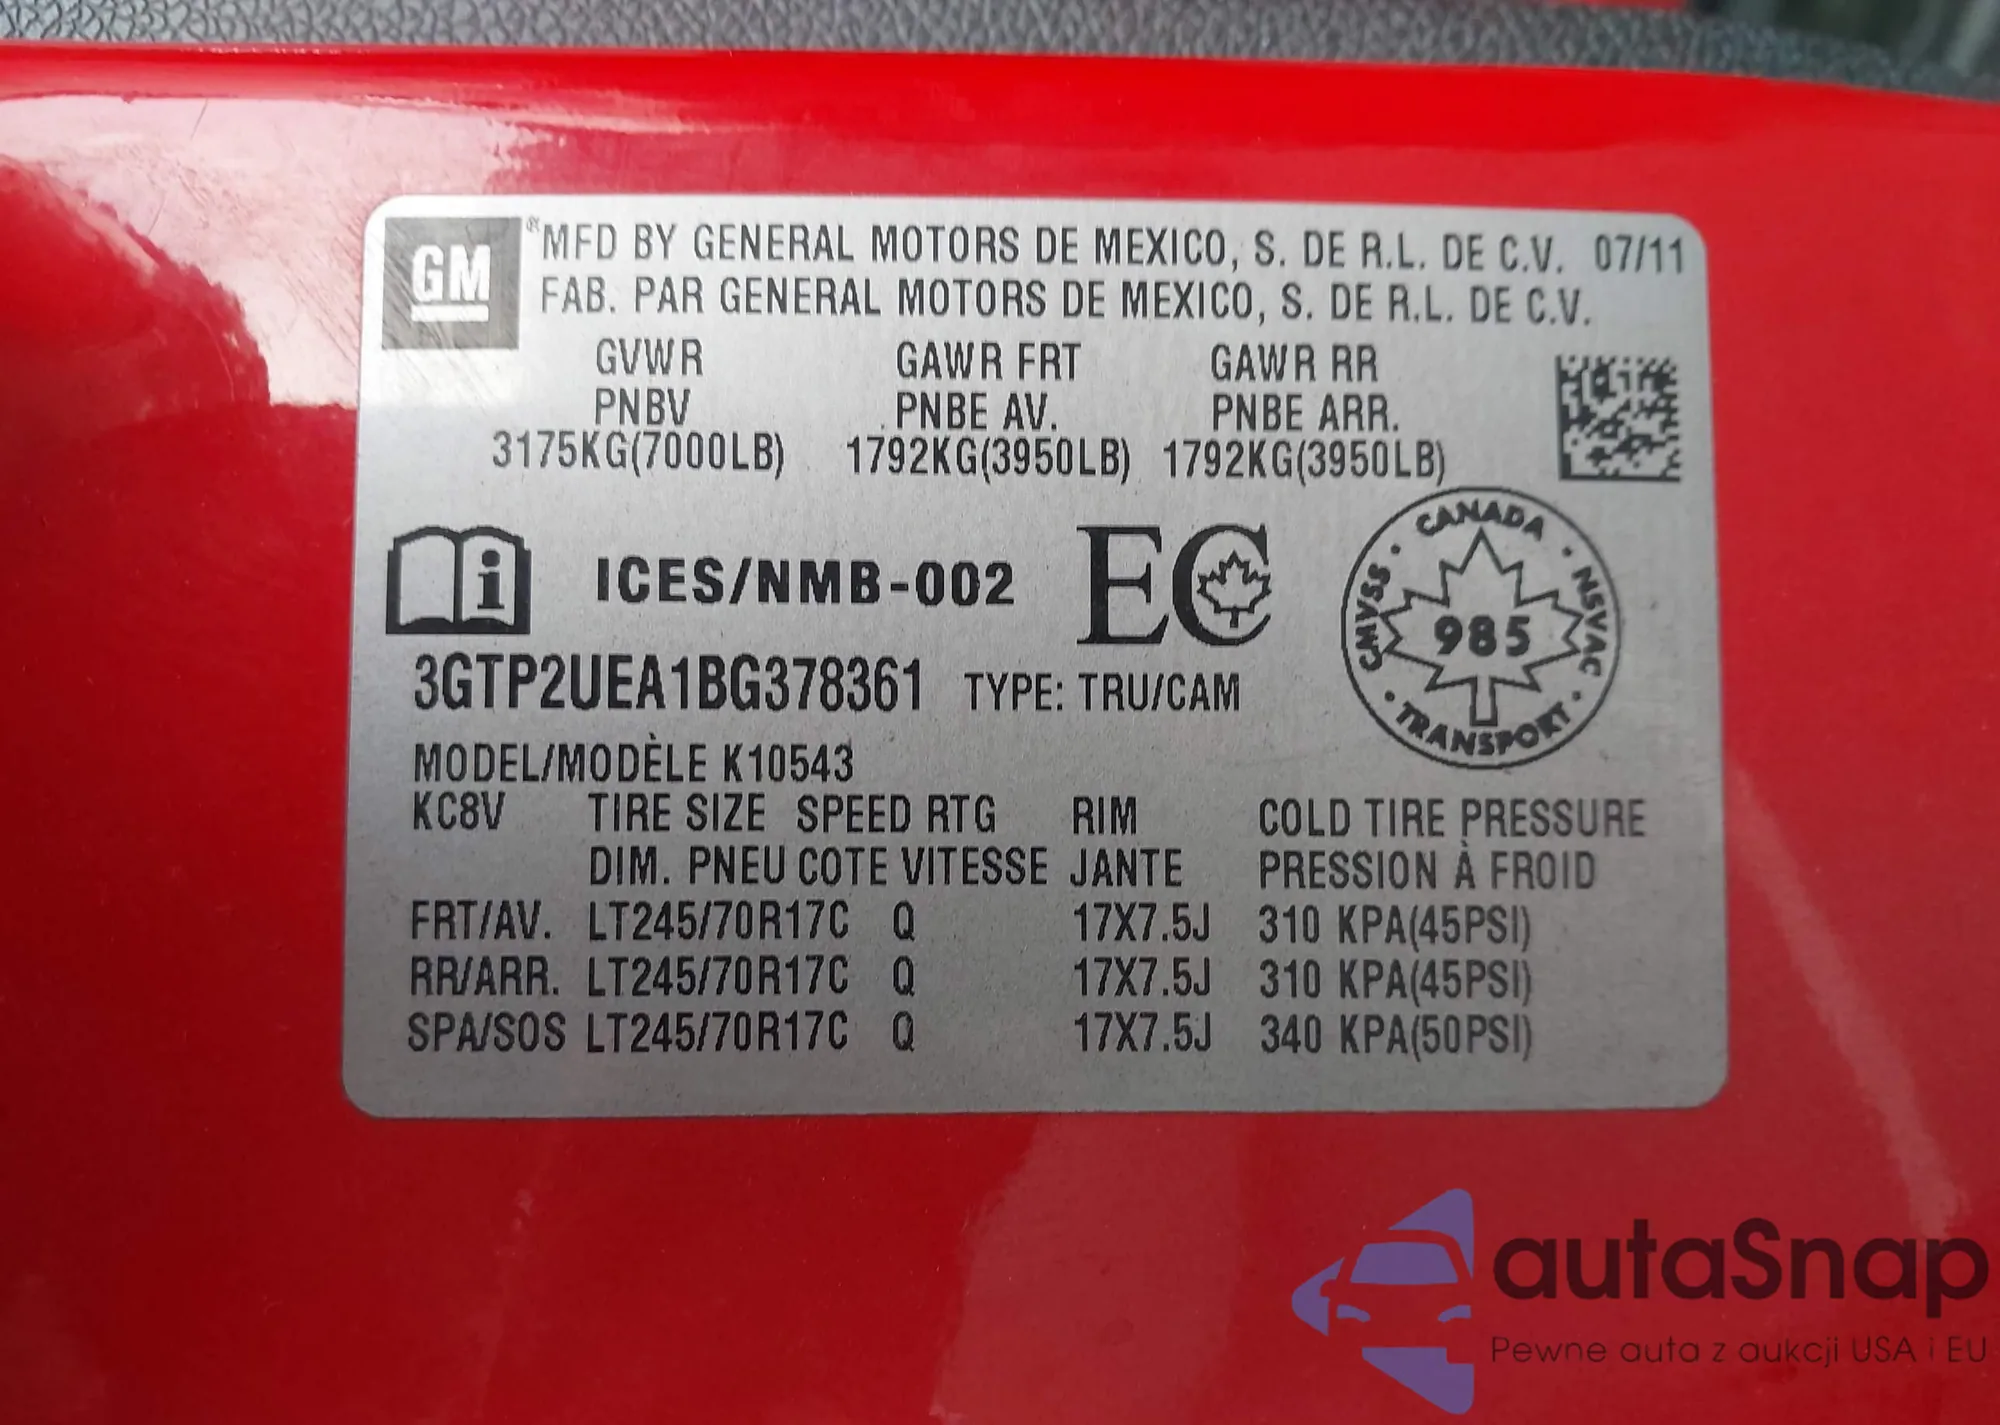 GM ® MFD BY GENERAL MOTORS DE MEXICO, S. DE R.L. DE C.V. 07/11
FAB. PAR GENERAL MOTORS DE MEXICO, S. DE R.L. DE C.V.
GVWR GAWR FRT GAWR RR
PNBV PNBE AV. PNBE ARR.
3175KG(7000LB) 1792KG(3950LB) 1792KG(3950LB)
i ICES/NMB-002 EC
CANADA
CMVSS 985 NSVAC
TRANSPORT
3GTP2UEA1BG378361 TYPE: TRU/CAM
MODEL/MODÈLE K10543
KC8V TIRE SIZE SPEED RTG RIM COLD TIRE PRESSURE
DIM. PNEU COTE VITESSE JANTE PRESSION À FROID
FRT/AV. LT245/70R17C Q 17X7.5J 310 KPA(45PSI)
RR/ARR. LT245/70R17C Q 17X7.5J 310 KPA(45PSI)
SPA/SOS LT245/70R17C Q 17X7.5J 340 KPA(50PSI)
autaSnap
Pewne auta z aukcji USA i EU